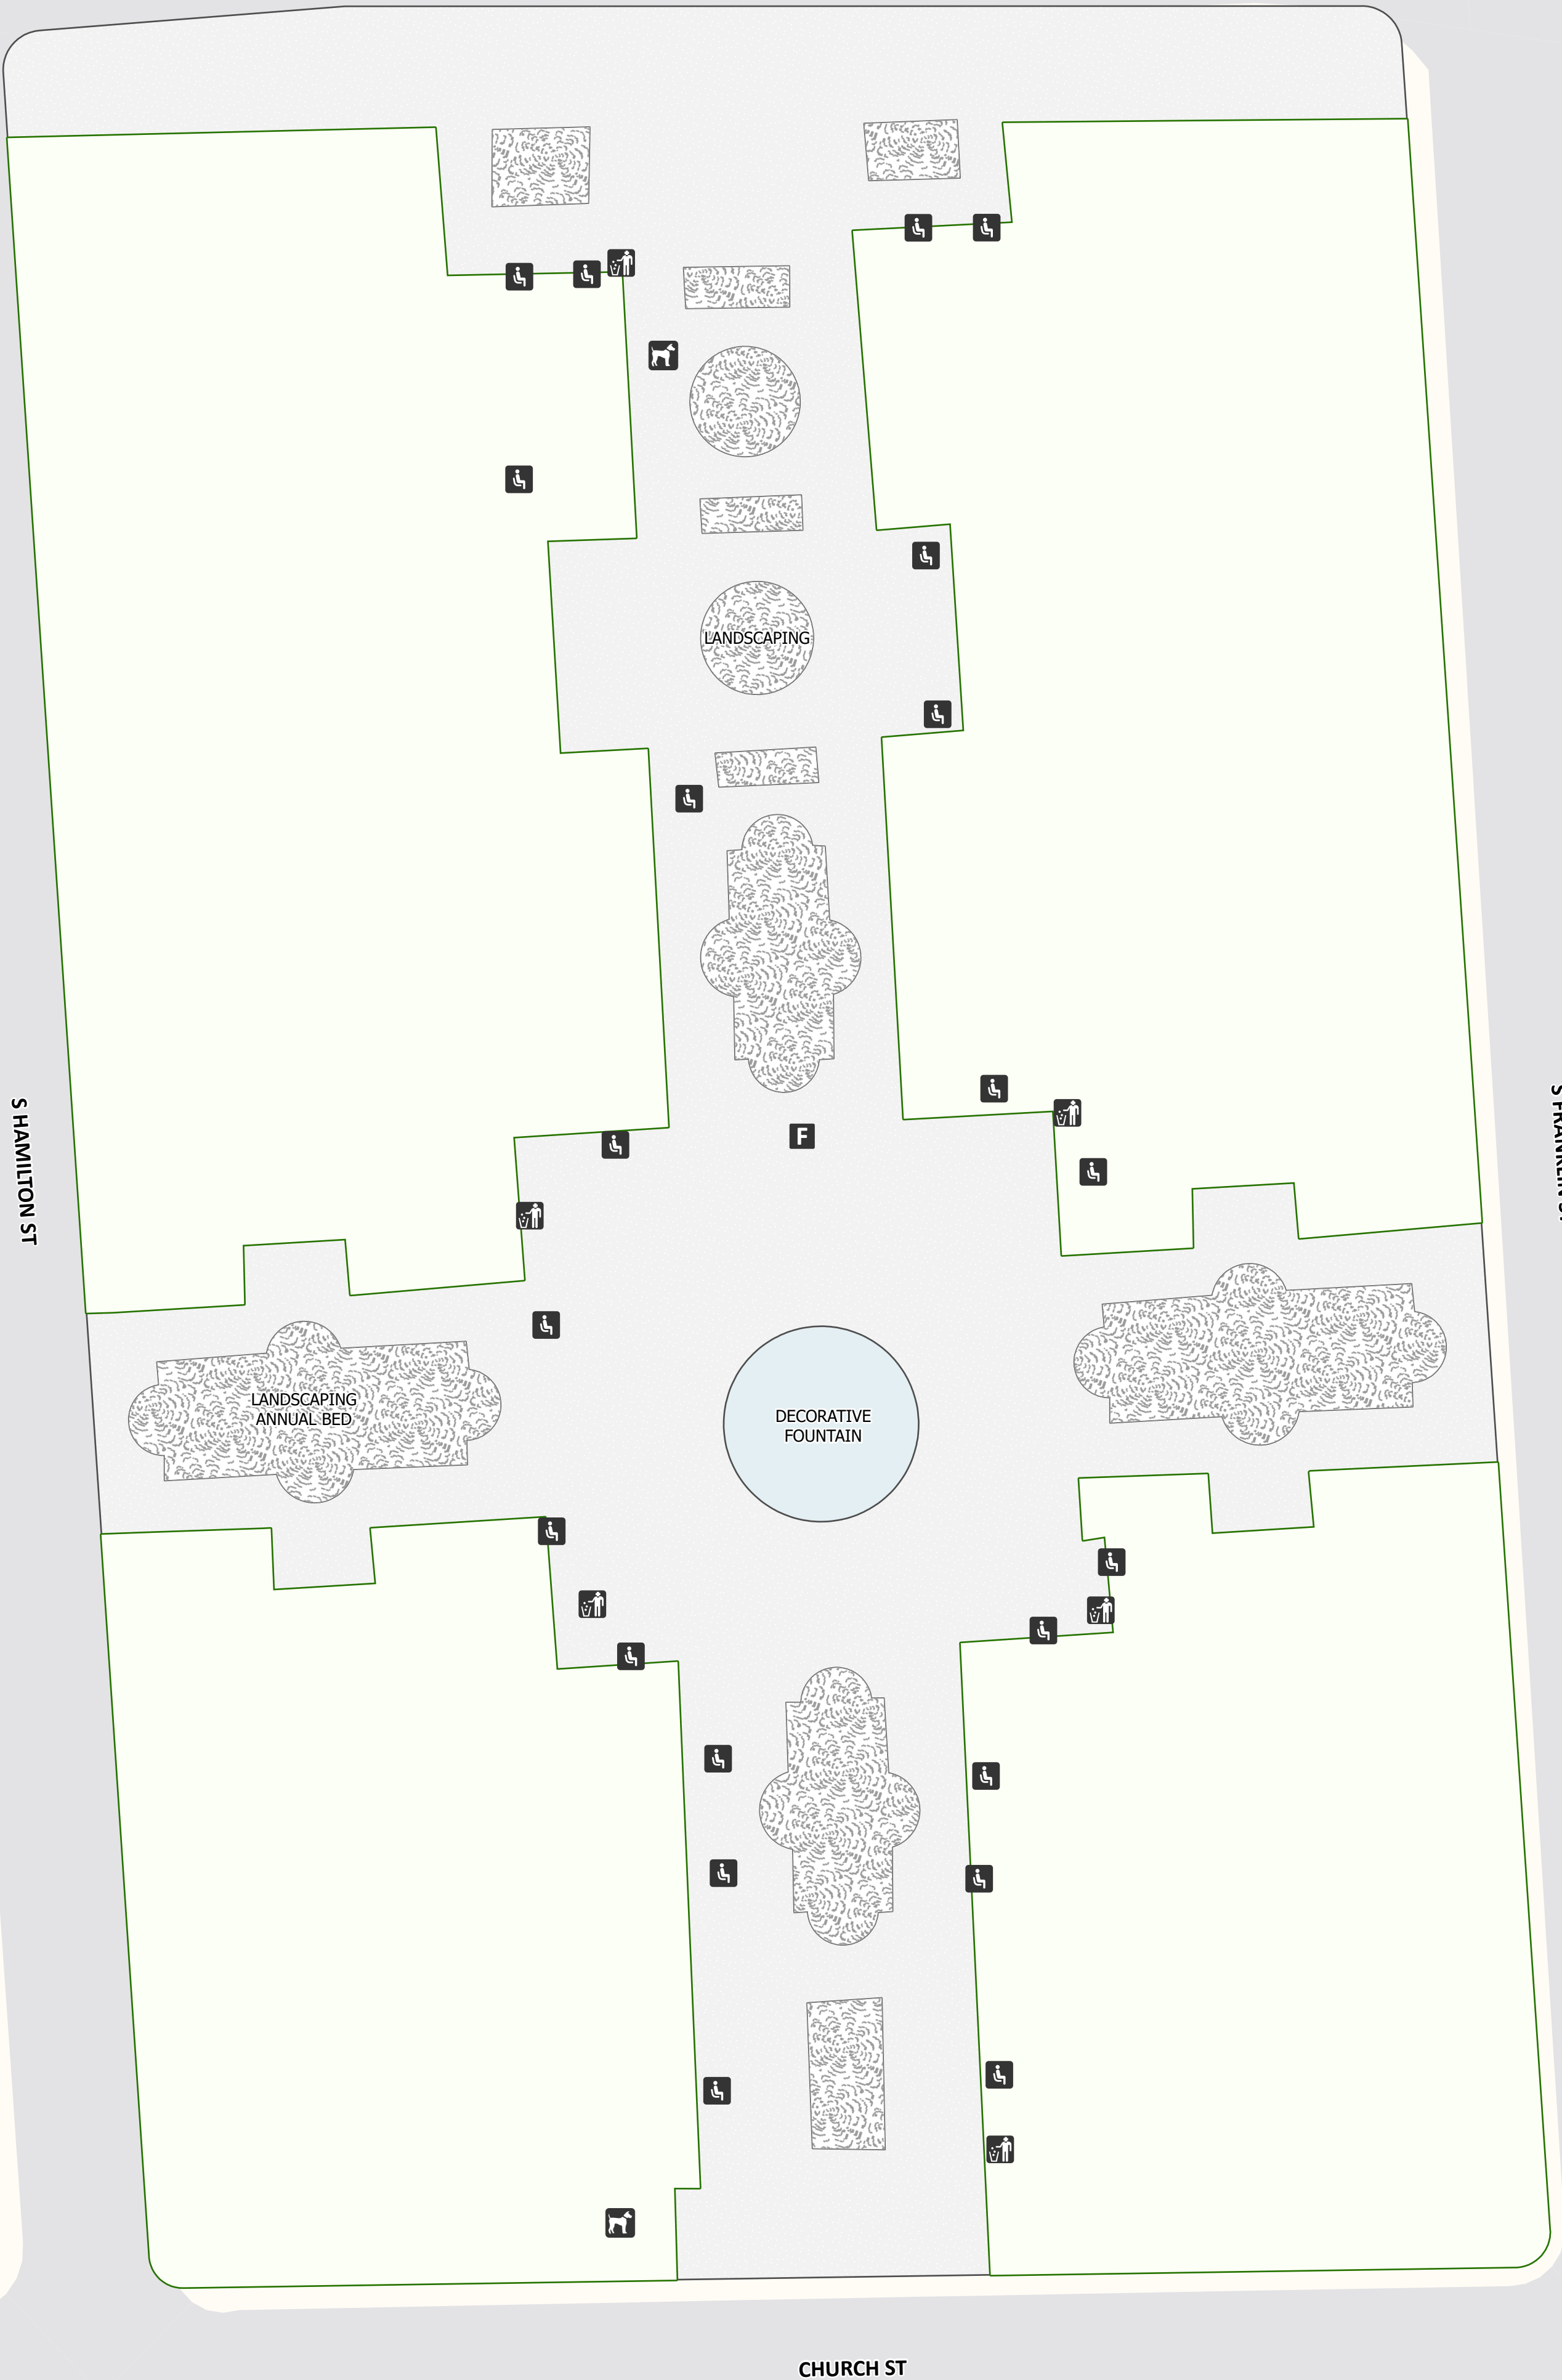 LANDSCAPING
S HAMILTON ST
F
LANDSCAPING
ANNUAL BED
DECORATIVE
FOUNTAIN
CHURCH ST